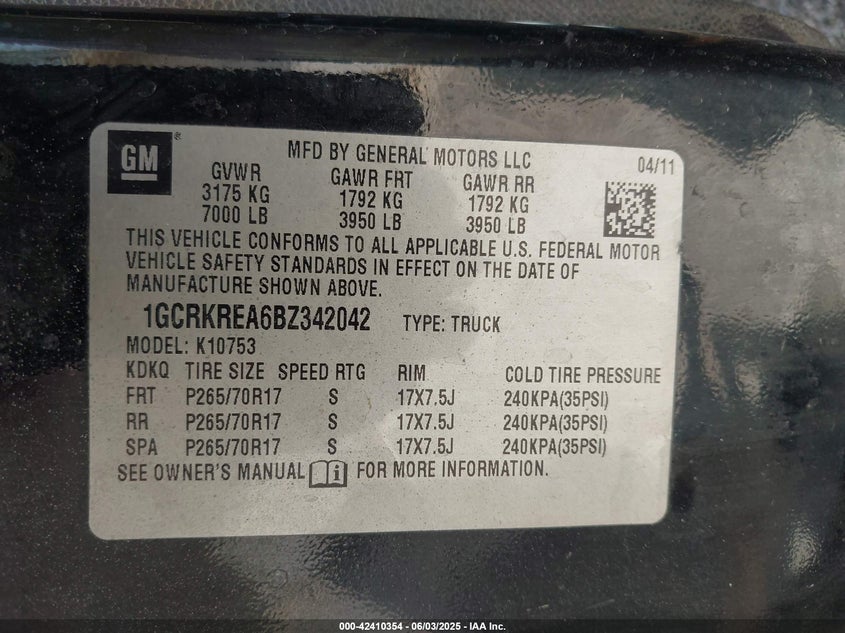 GM
MFD BY GENERAL MOTORS LLC 04/11
GVWR GAWR FRT GAWR RR
3175 KG 1792 KG 1792 KG
7000 LB 3950 LB 3950 LB
THIS VEHICLE CONFORMS TO ALL APPLICABLE U.S. FEDERAL MOTOR
VEHICLE SAFETY STANDARDS IN EFFECT ON THE DATE OF
MANUFACTURE SHOWN ABOVE.
1GCRKREA6BZ342042 TYPE: TRUCK
MODEL: K10753
KDKQ TIRE SIZE SPEED RTG RIM COLD TIRE PRESSURE
FRT P265/70R17 S 17X7.5J 240KPA(35PSI)
RR P265/70R17 S 17X7.5J 240KPA(35PSI)
SPA P265/70R17 S 17X7.5J 240KPA(35PSI)
SEE OWNER'S MANUAL i FOR MORE INFORMATION.
000-42410354 - 06/03/2025 - IAA Inc.